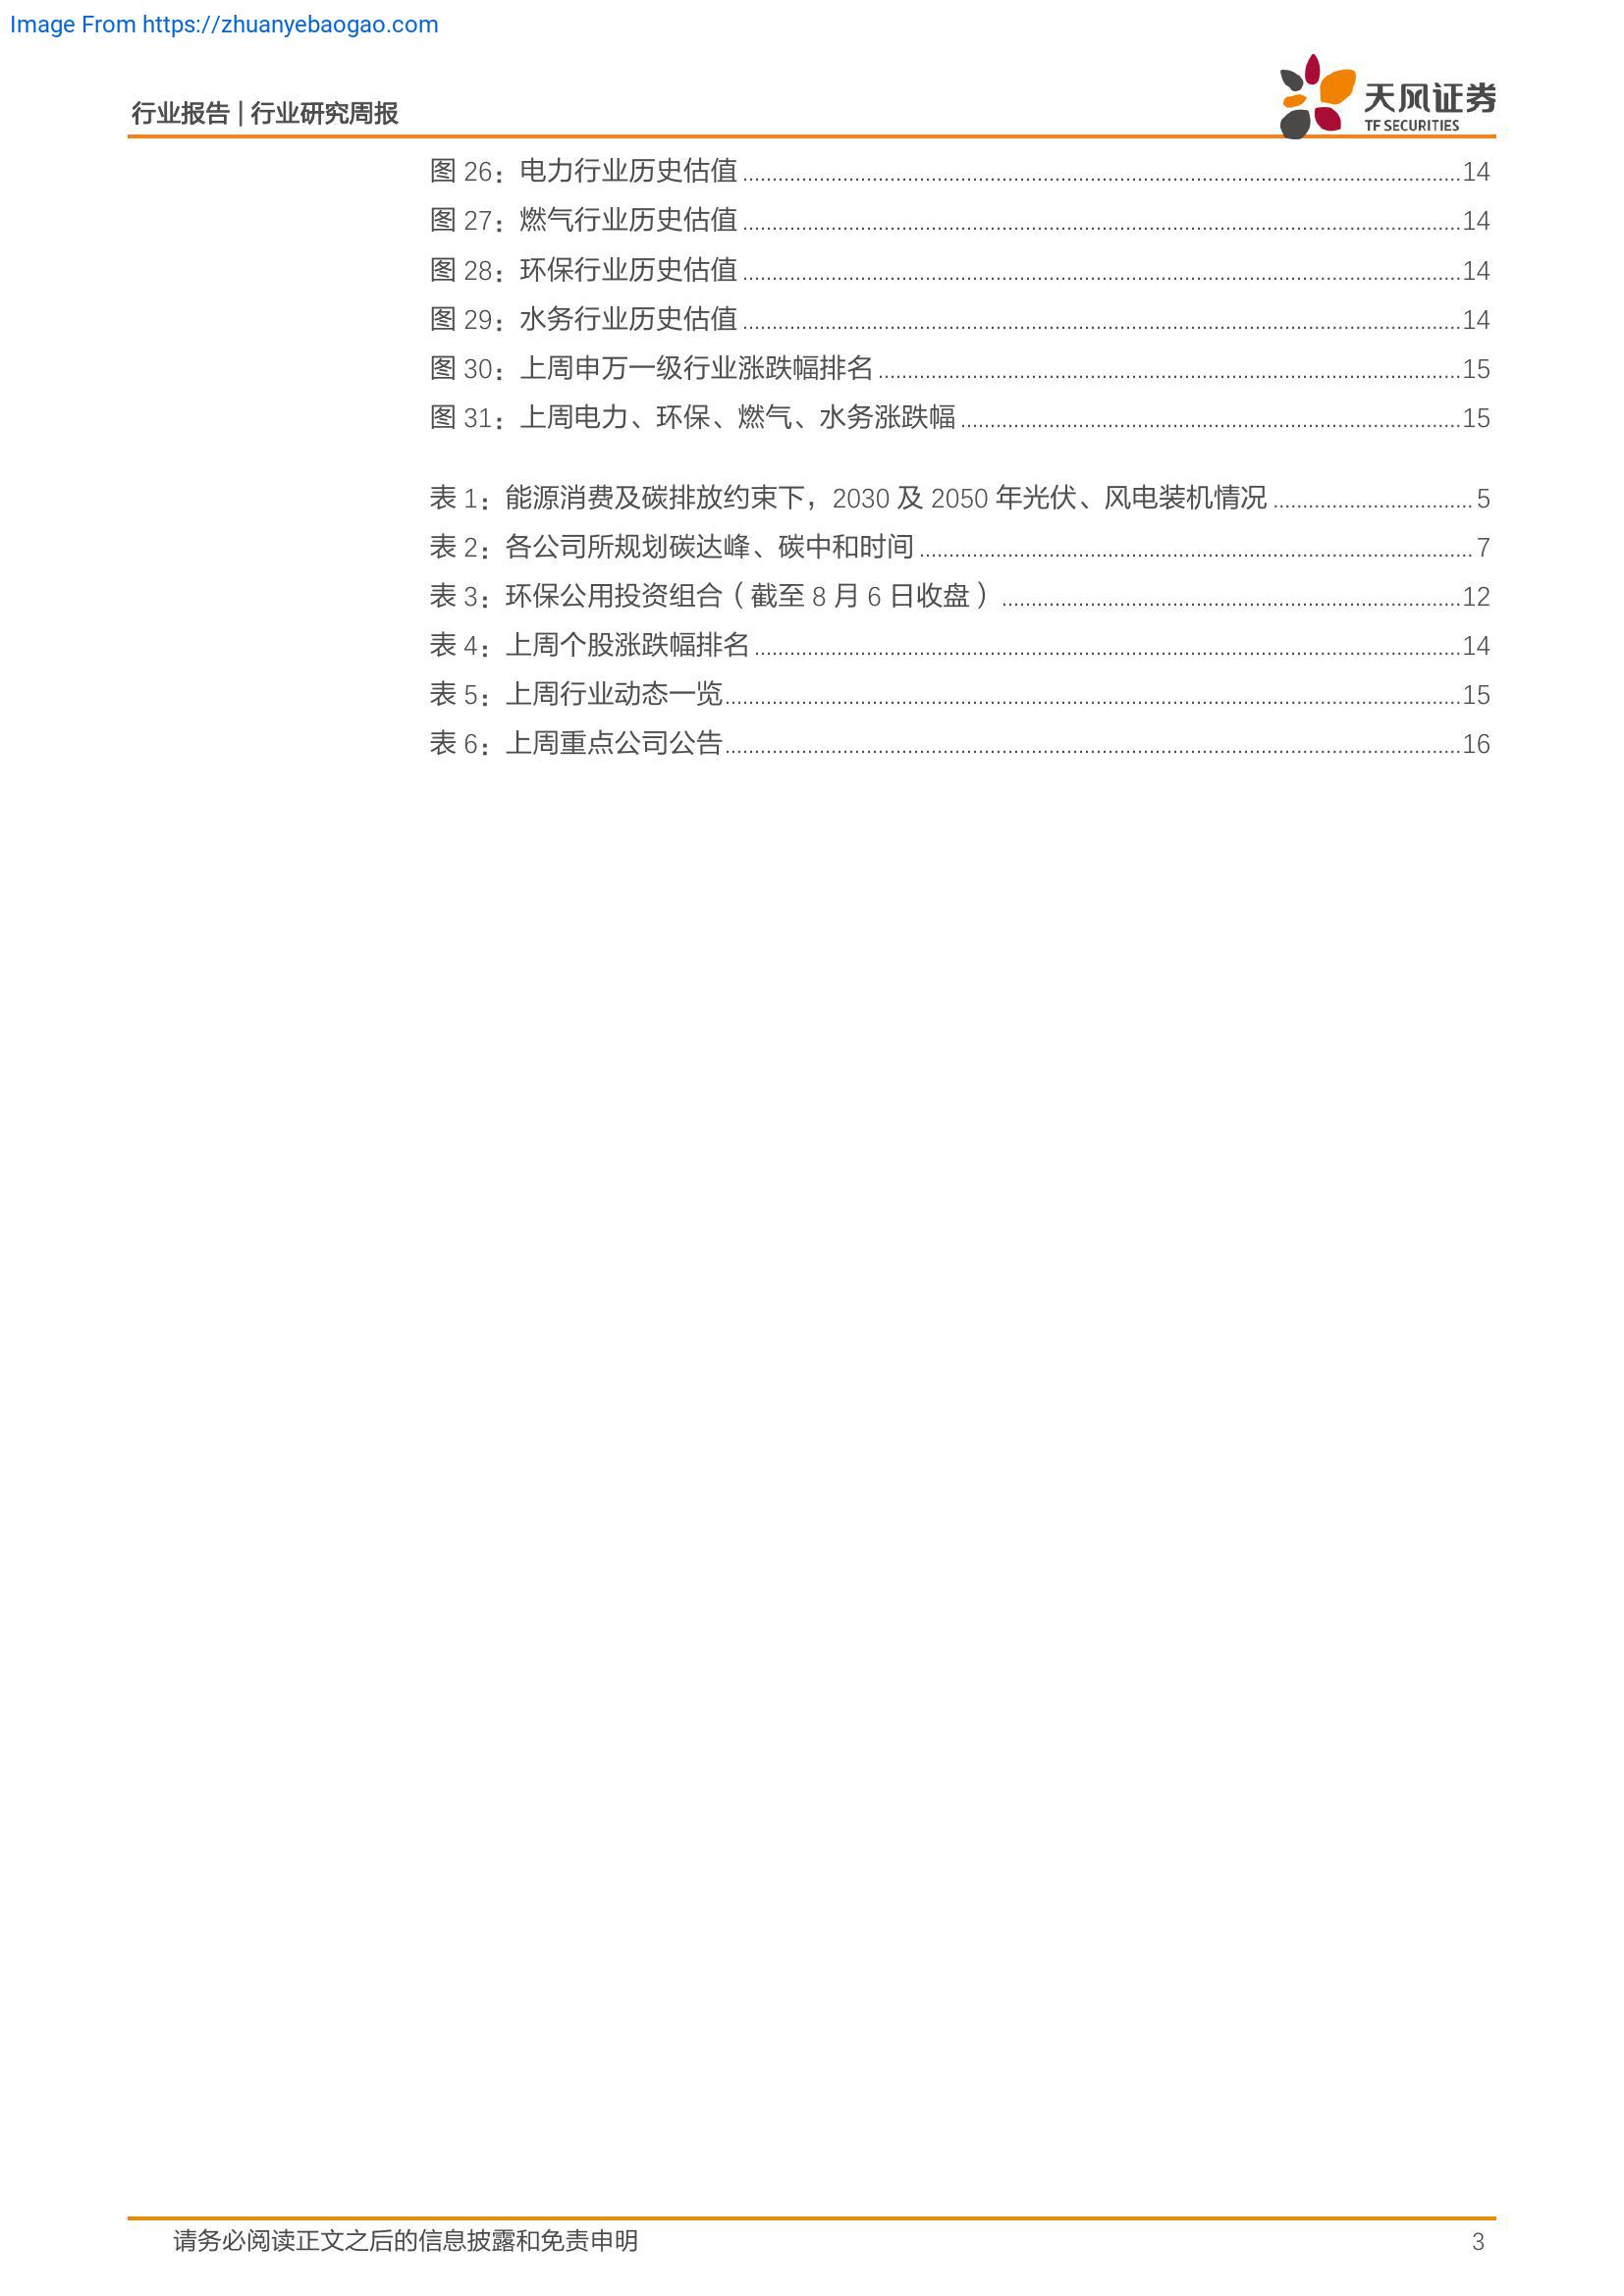 Image From https://zhuanyebaogao.com
行业报告 | 行业研究周报
天风证券
TF SECURITIES
图 26：电力行业历史估值 14
图 27：燃气行业历史估值 14
图 28：环保行业历史估值 14
图 29：水务行业历史估值 14
图 30：上周申万一级行业涨跌幅排名 15
图 31：上周电力、环保、燃气、水务涨跌幅 15
表 1：能源消费及碳排放约束下，2030 及 2050 年光伏、风电装机情况 5
表 2：各公司所规划碳达峰、碳中和时间 7
表 3：环保公用投资组合（截至 8 月 6 日收盘） 12
表 4：上周个股涨跌幅排名 14
表 5：上周行业动态一览 15
表 6：上周重点公司公告 16
请务必阅读正文之后的信息披露和免责申明 3